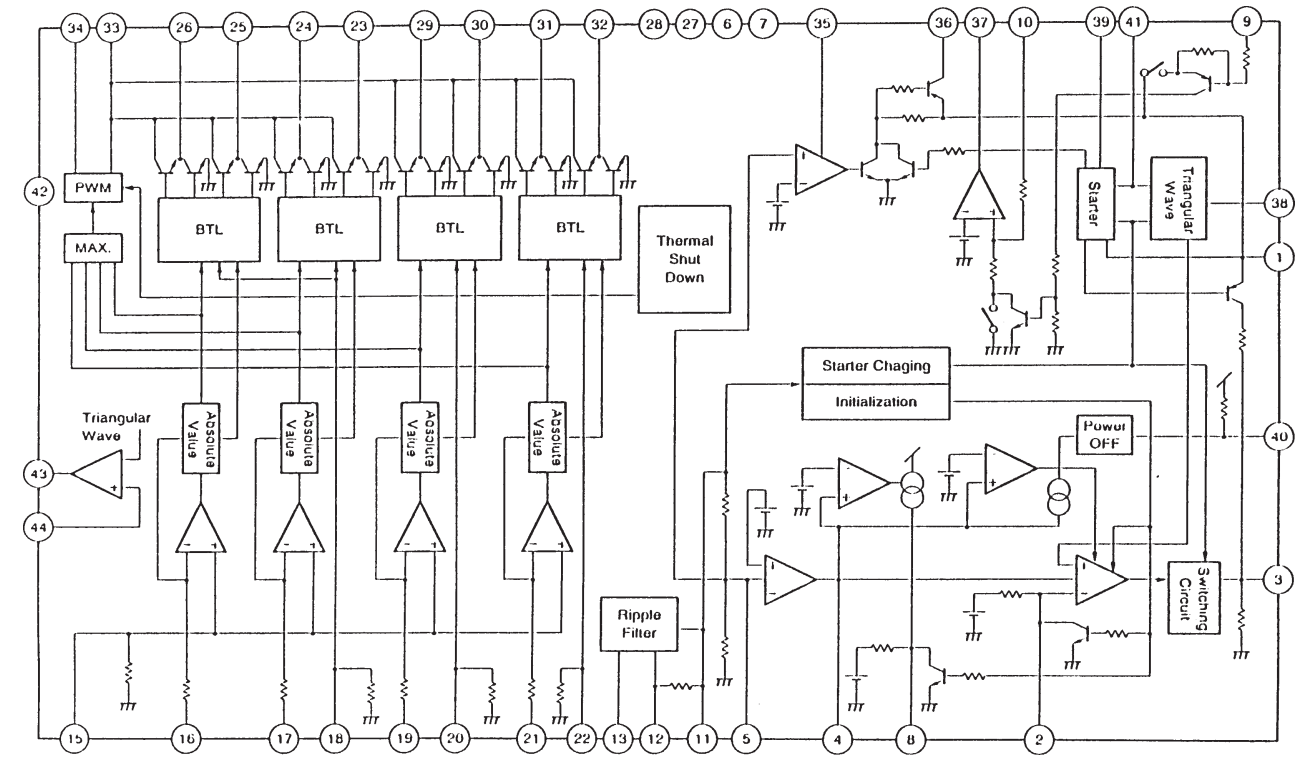 34 33 26 25 24 23 29 30 31 32 28 27 6 7 35 36 37 10 39 41 9
42
PWM
MAX.
BTL
BTL
BTL
BTL
Thermal
Shut
Down
Starter
Triangular
Wave
38
1
Starter Chaging
Initialization
Power
OFF
40
Triangular
Wave
Absolute
Value
Absolute
Value
Absolute
Value
Absolute
Value
43
44
Switching
Circuit
3
Ripple
Filter
15 16 17 18 19 20 21 22 13 12 11 5 4 8 2